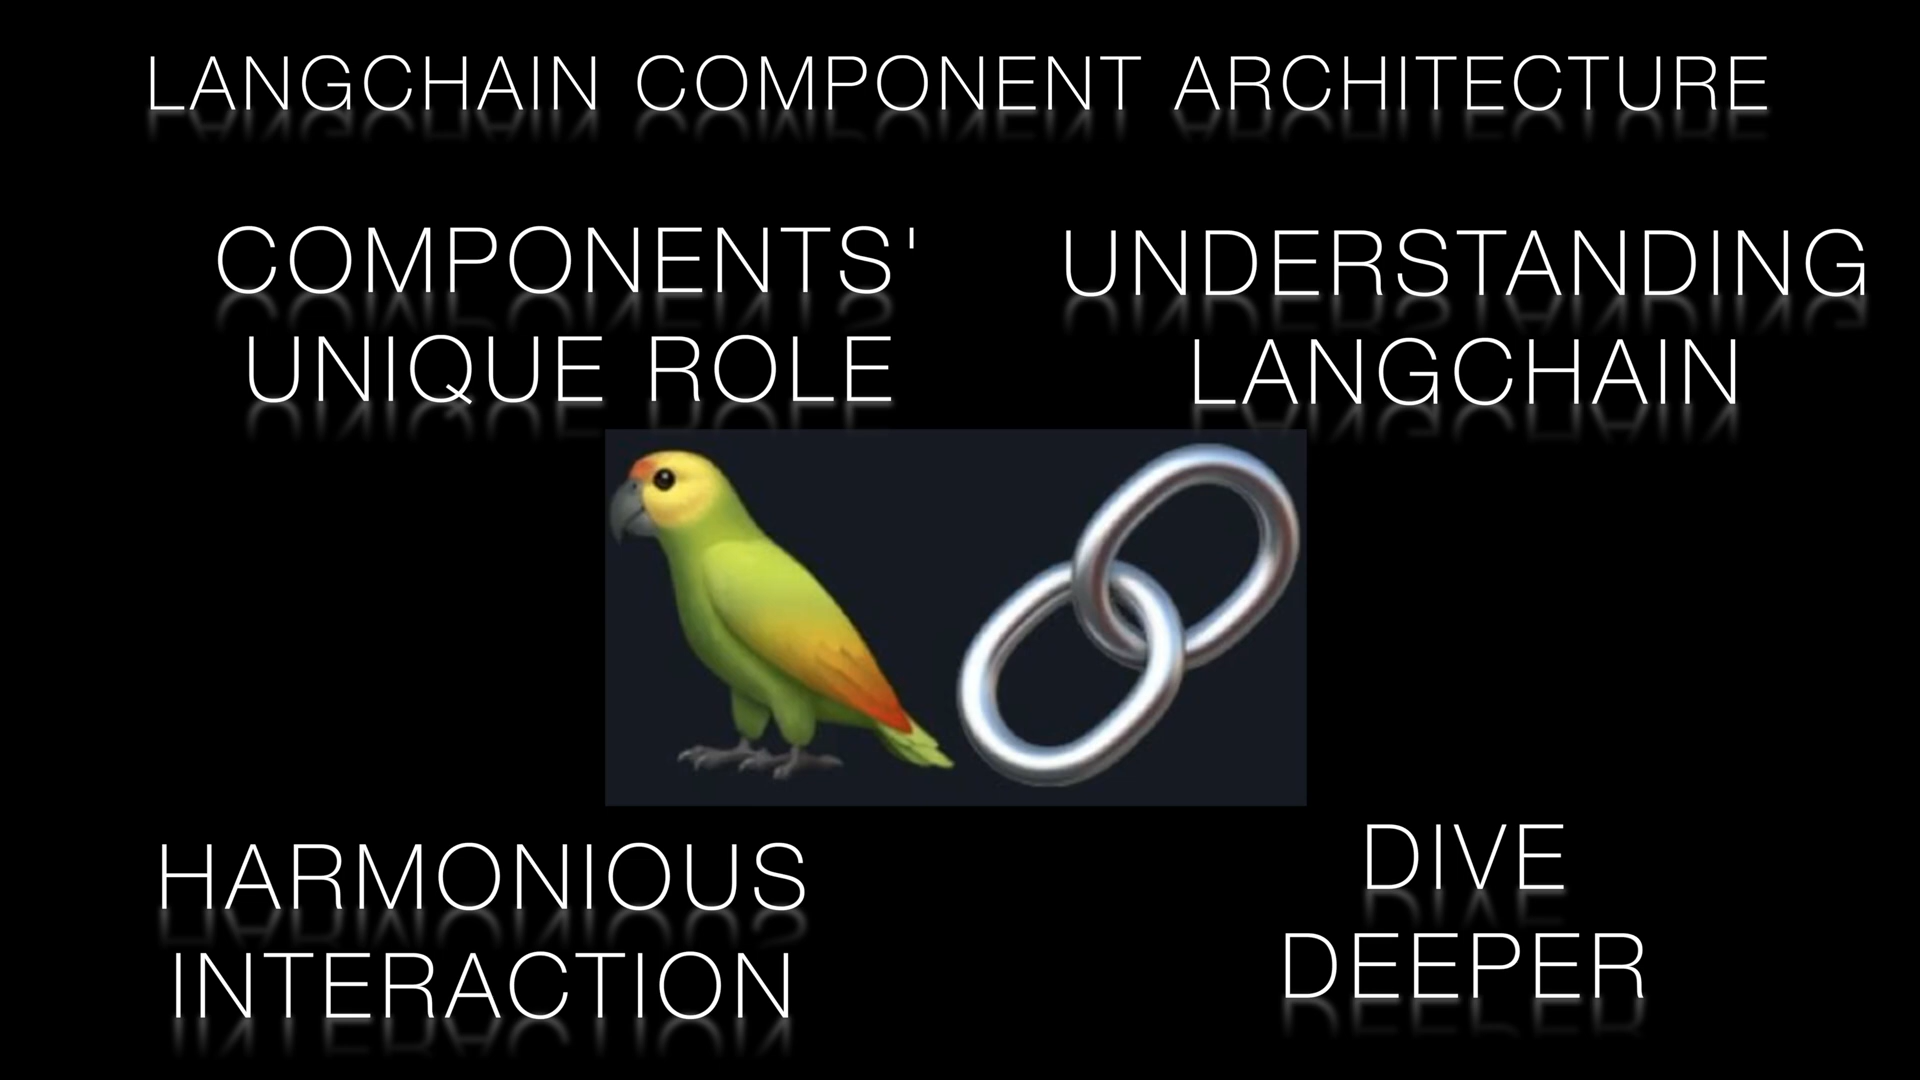 LANGCHAIN COMPONENT ARCHITECTURE
COMPONENTS'
UNIQUE ROLE
UNDERSTANDING
LANGCHAIN
HARMONIOUS
INTERACTION
DIVE
DEEPER